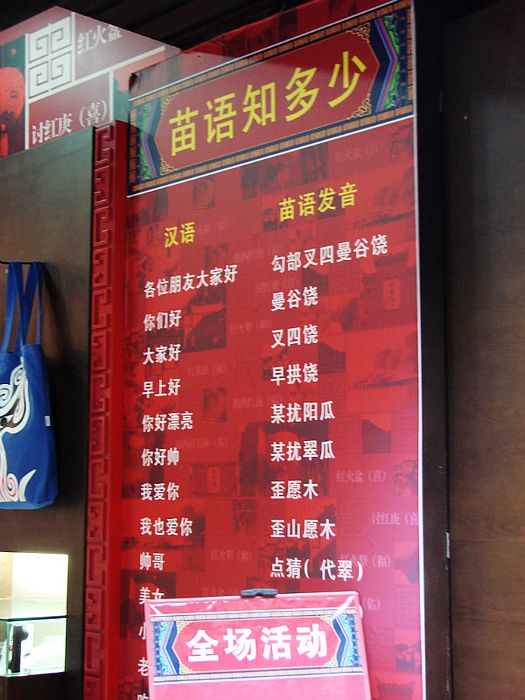 红火盆
讨红庚（喜）
苗语知多少
汉语 苗语发音
各位朋友大家好 勾部叉四曼谷饶
你们好 曼谷饶
大家好 叉四饶
早上好 早拱饶
你好漂亮 某扰阳瓜
你好帅 某扰翠瓜
我爱你 歪愿木
我也爱你 歪山愿木
帅哥 点猜( 代翠)
美女
小
老
全场活动